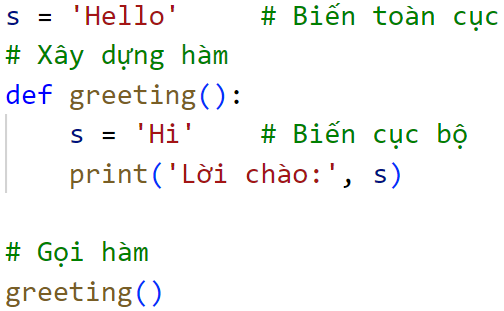 s = 'Hello'     # Biến toàn cục
# Xây dựng hàm
def greeting():
    s = 'Hi'    # Biến cục bộ
    print('Lời chào:', s)
# Gọi hàm
greeting()